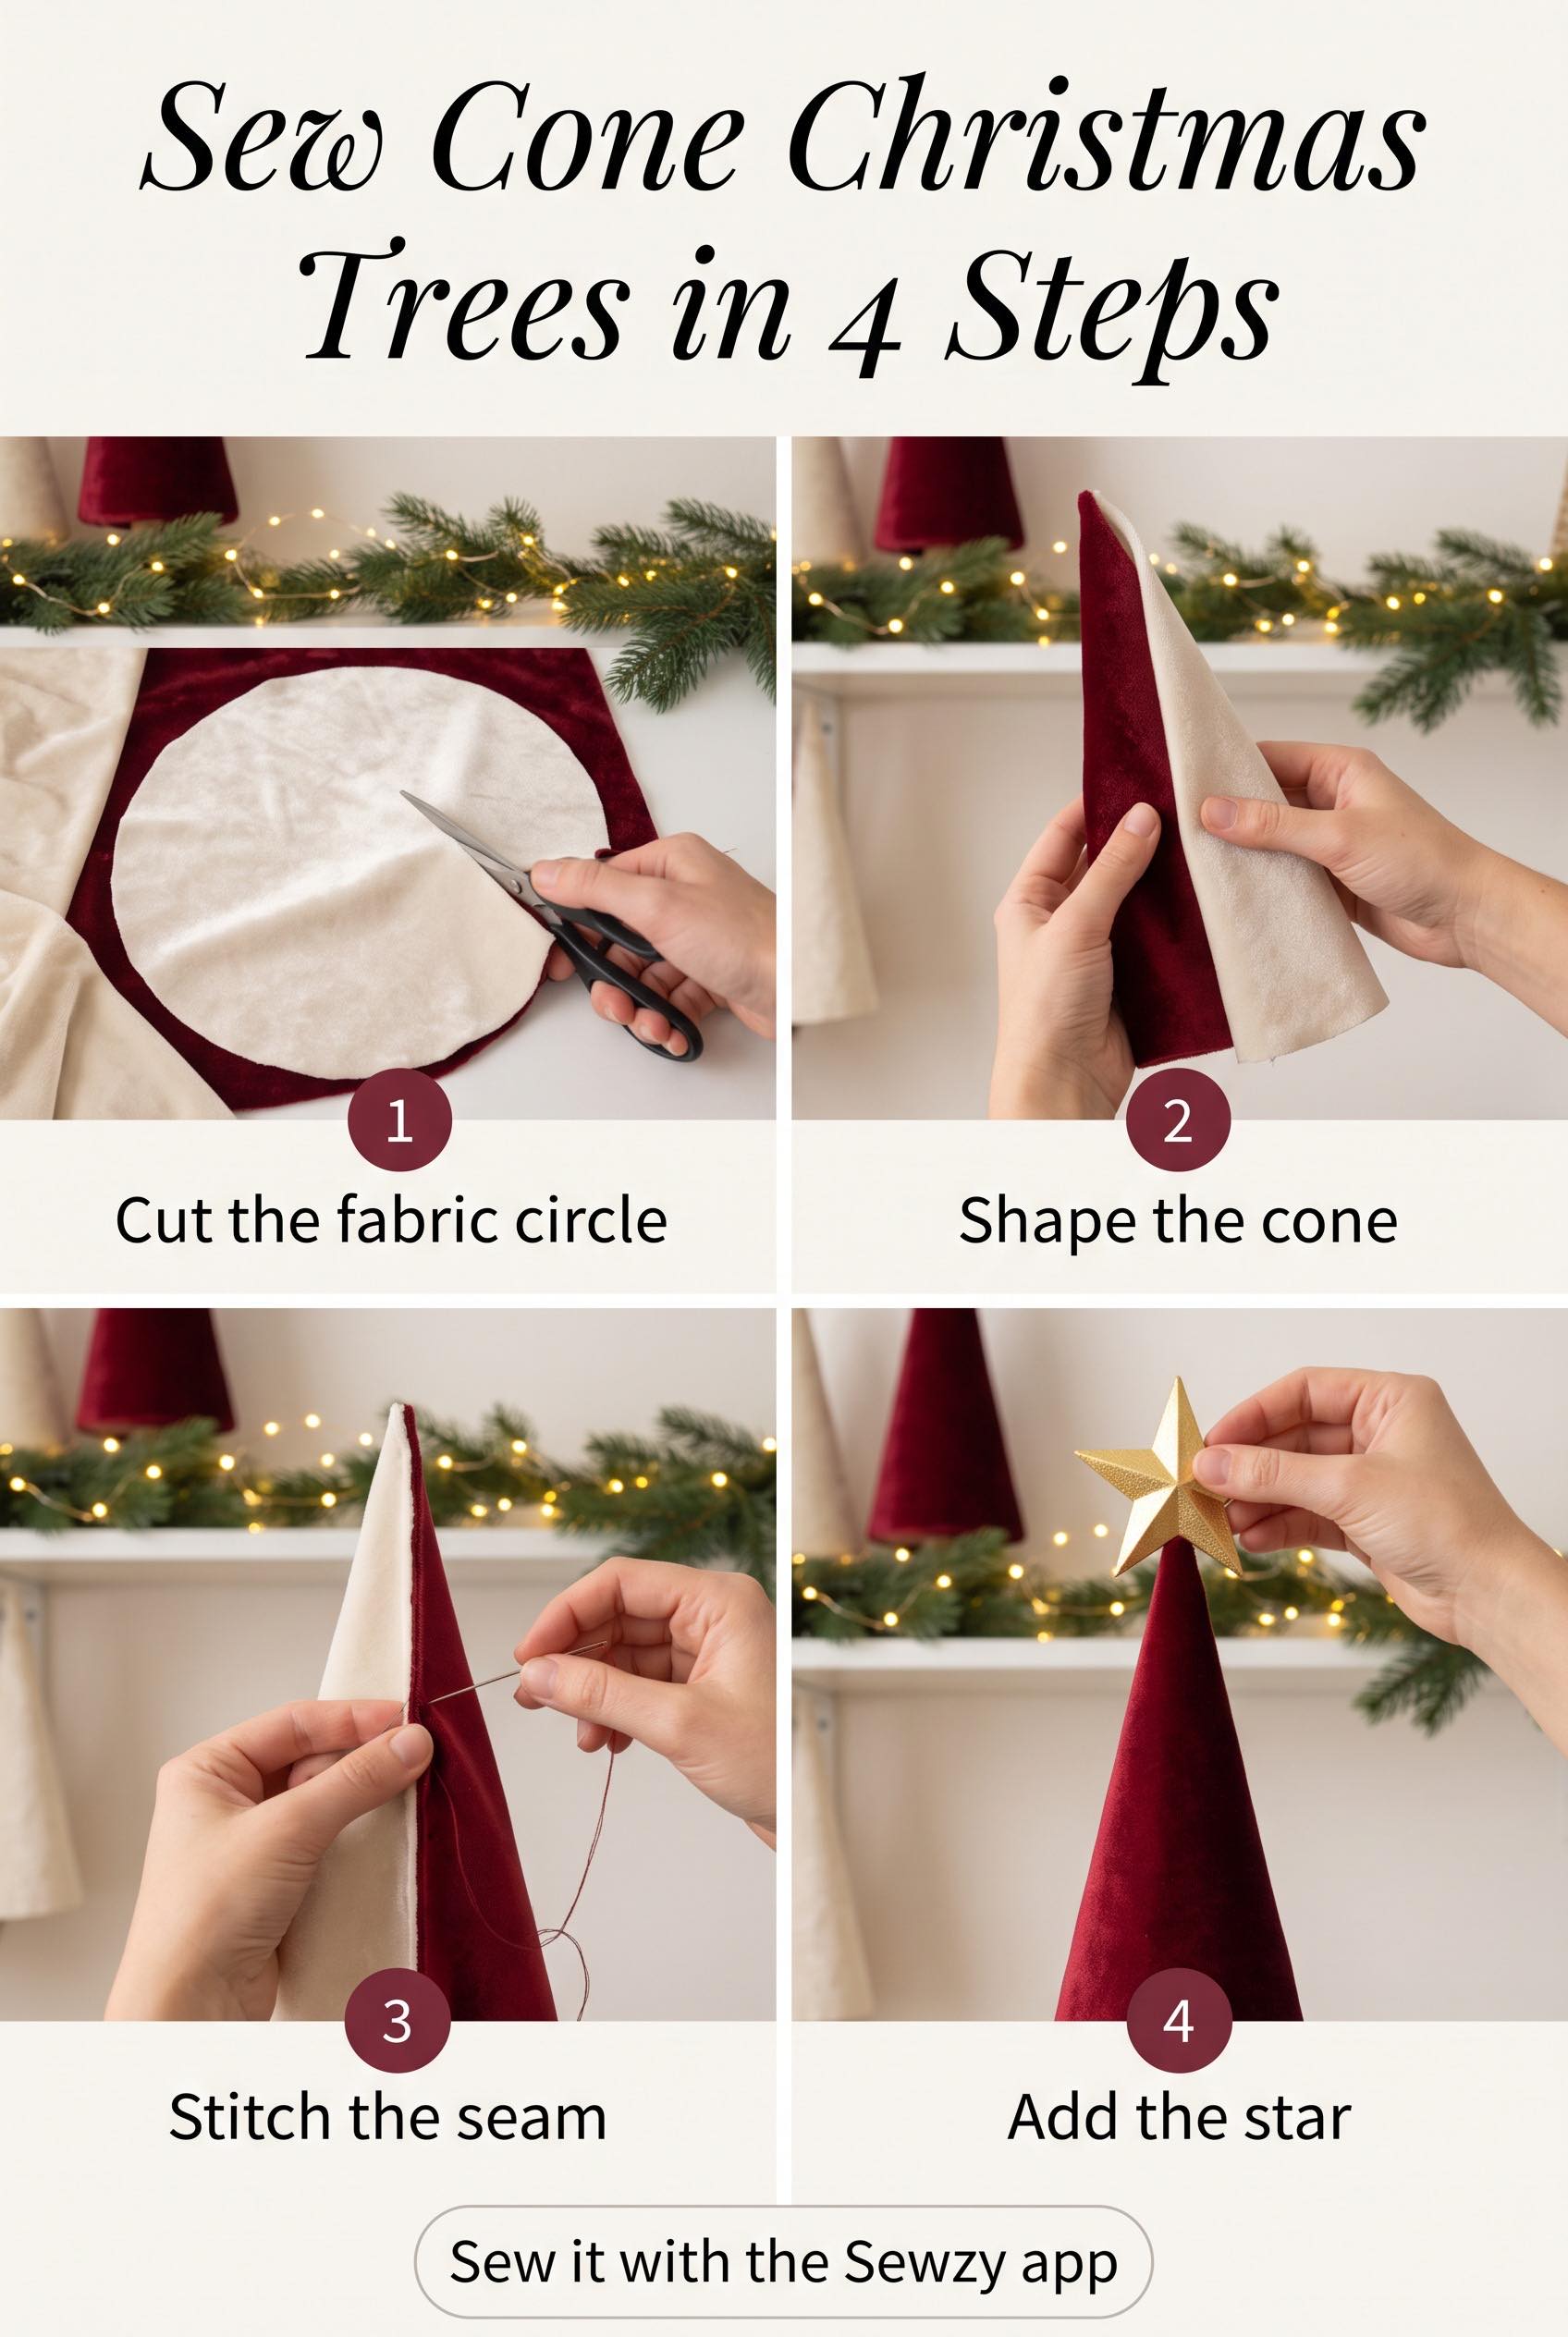 Sew Cone Christmas
Trees in 4 Steps
1
Cut the fabric circle
2
Shape the cone
3
Stitch the seam
4
Add the star
Sew it with the Sewzy app